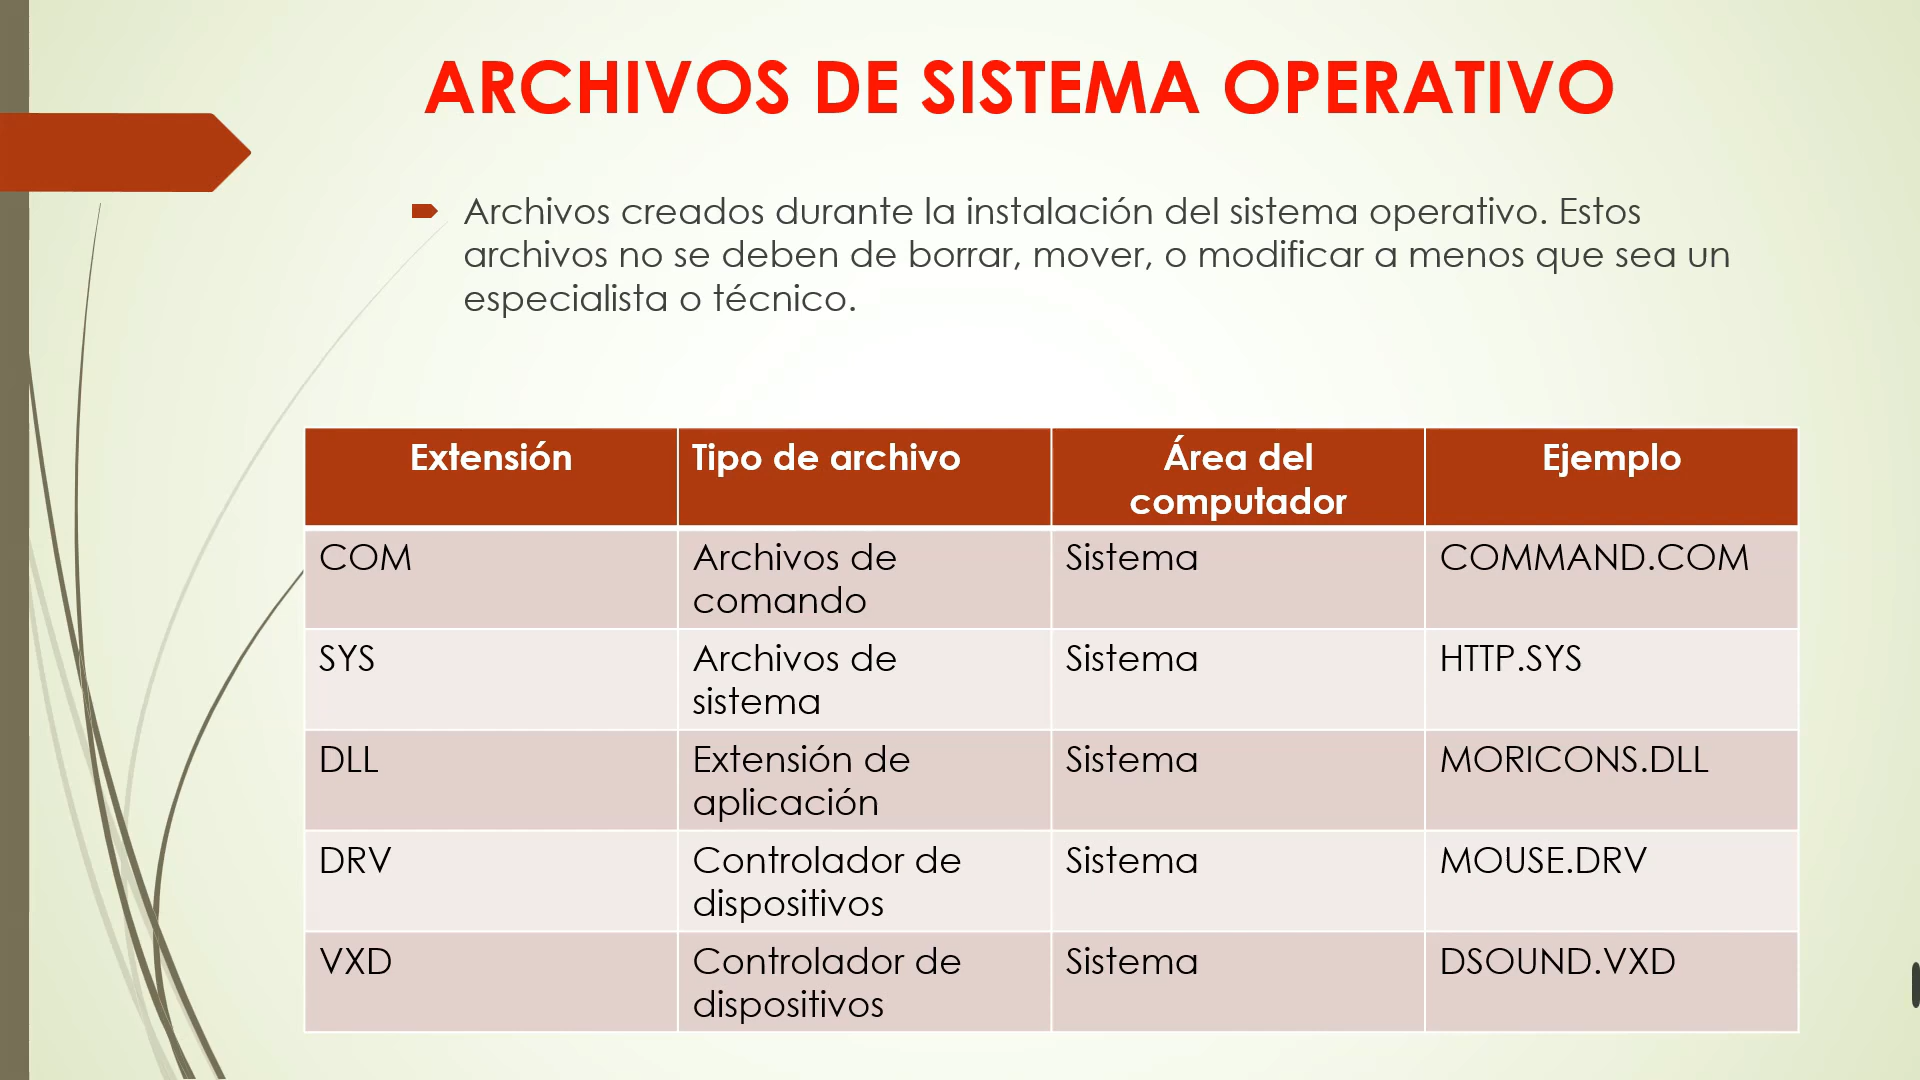 ARCHIVOS DE SISTEMA OPERATIVO
Archivos creados durante la instalación del sistema operativo. Estos
archivos no se deben de borrar, mover, o modificar a menos que sea un
especialista o técnico.
Extensión Tipo de archivo Área del computador Ejemplo
COM Archivos de comando Sistema COMMAND.COM
SYS Archivos de sistema Sistema HTTP.SYS
DLL Extensión de aplicación Sistema MORICONS.DLL
DRV Controlador de dispositivos Sistema MOUSE.DRV
VXD Controlador de dispositivos Sistema DSOUND.VXD